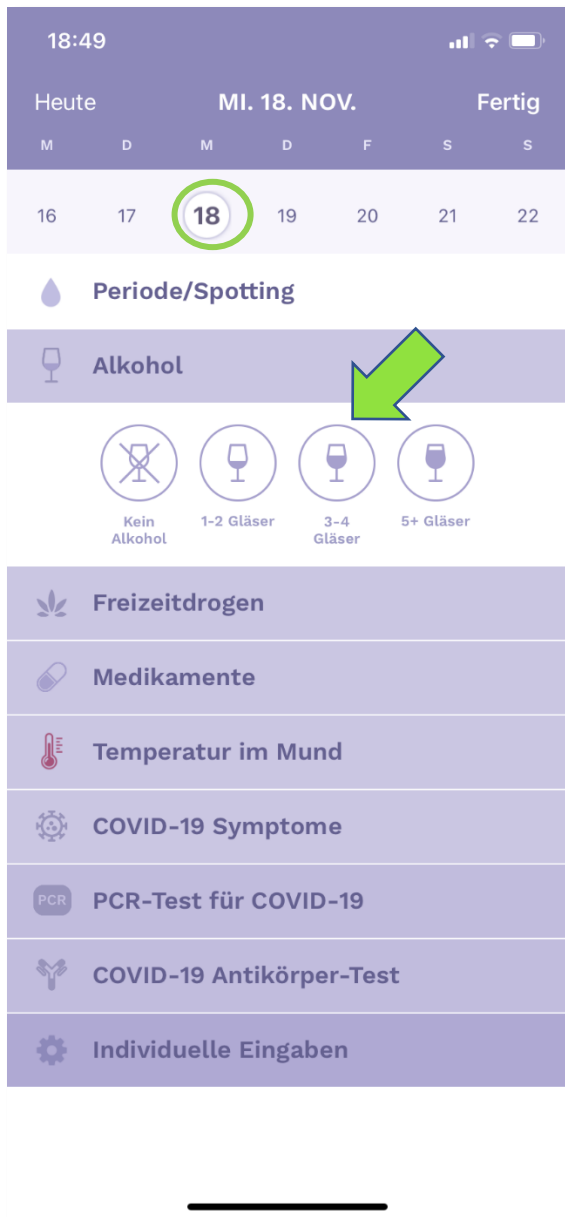 18:49
Heute MI. 18. NOV. Fertig
M D M D F S S
16 17 18 19 20 21 22
Periode/Spotting
Alkohol
Kein Alkohol
1-2 Gläser
3-4 Gläser
5+ Gläser
Freizeitdrogen
Medikamente
Temperatur im Mund
COVID-19 Symptome
PCR PCR-Test für COVID-19
COVID-19 Antikörper-Test
Individuelle Eingaben